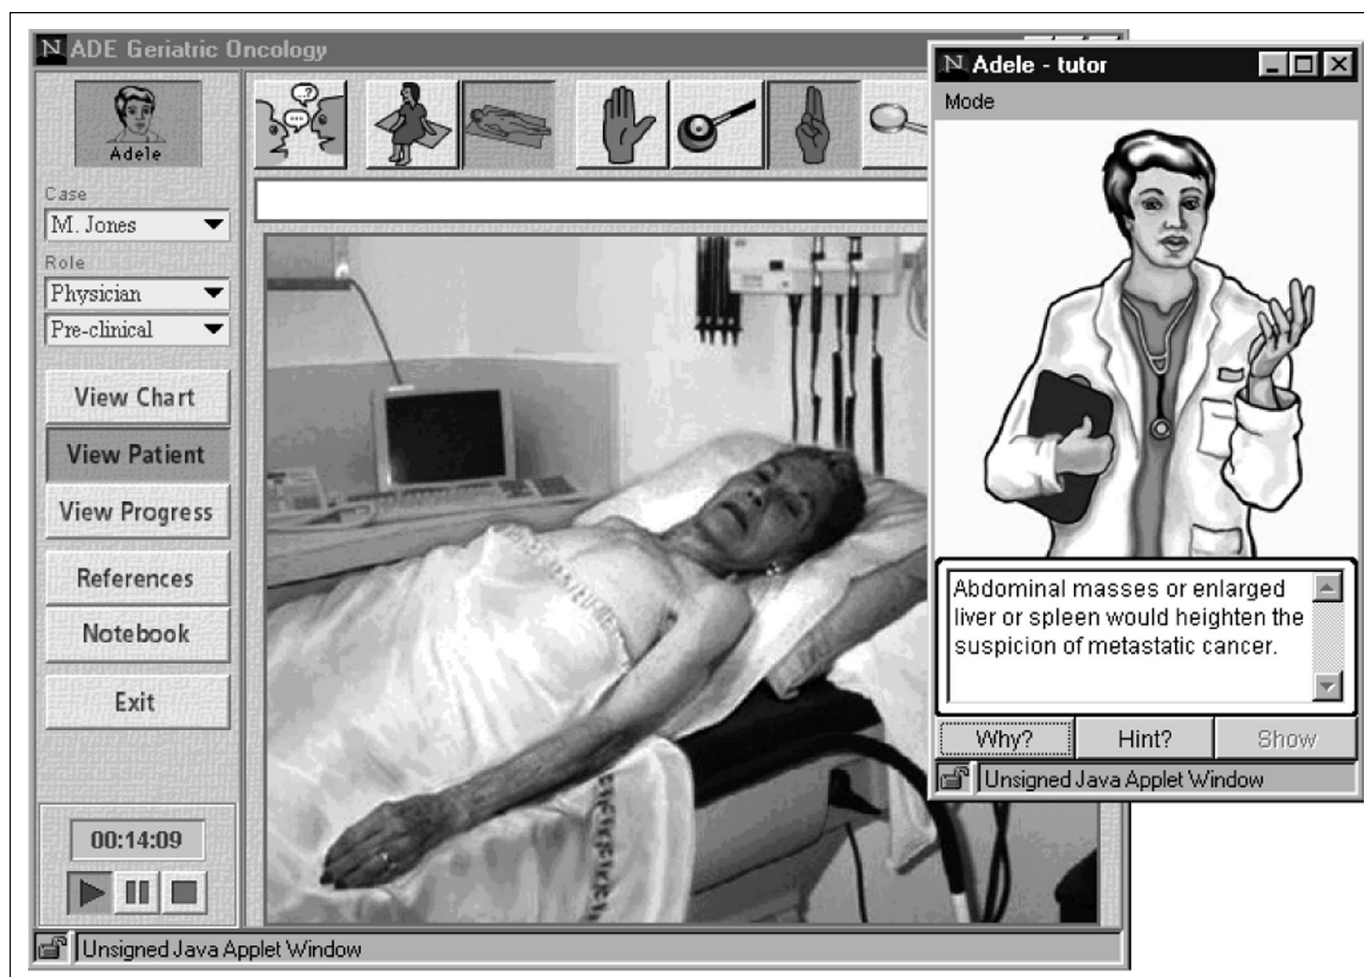 N ADE Geriatric Oncology
Adele
Case
M. Jones
Role
Physician
Pre-clinical
View Chart
View Patient
View Progress
References
Notebook
Exit
00:14:09
Unsigned Java Applet Window
...?
...
N Adele - tutor
Mode
Abdominal masses or enlarged
liver or spleen would heighten the
suspicion of metastatic cancer.
Why? Hint? Show
Unsigned Java Applet Window